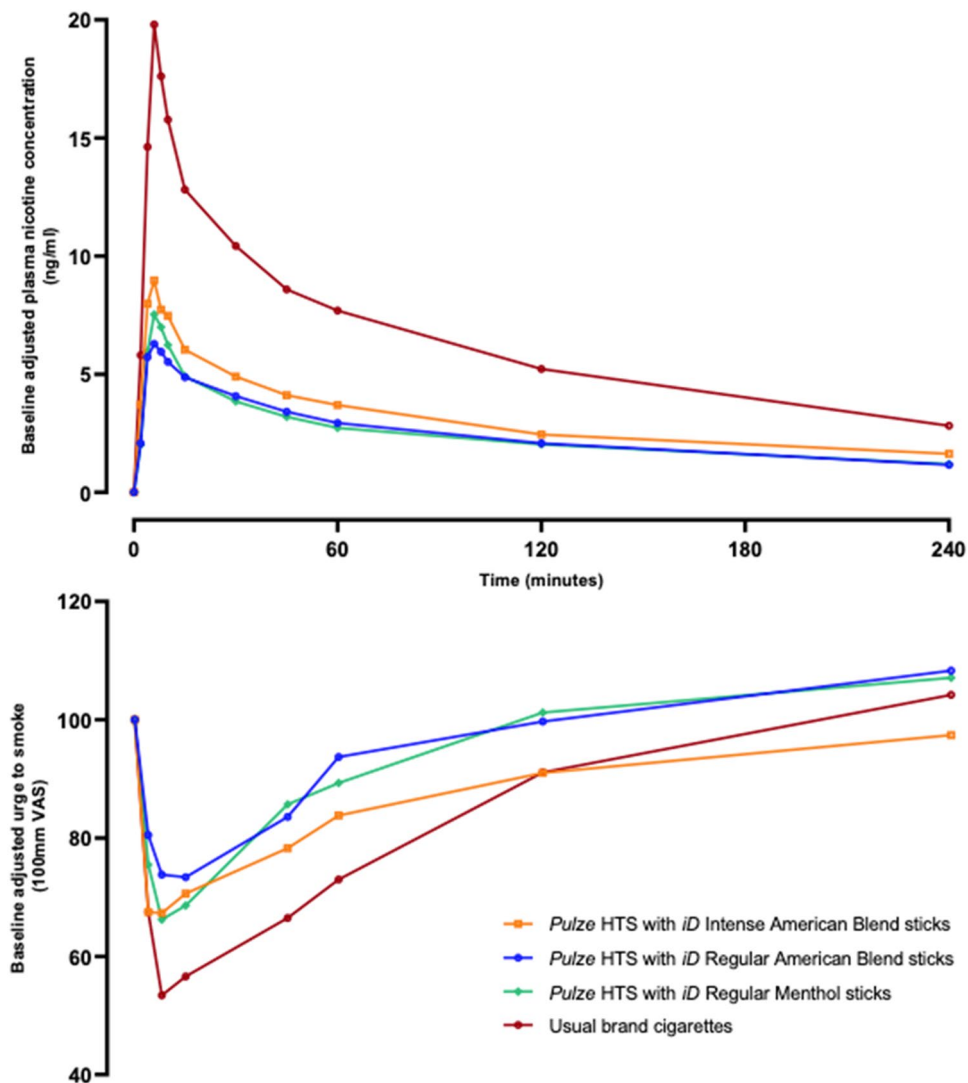 20
15
10
5
0
Baseline adjusted plasma nicotine concentration
(ng/ml)
0
60
120
180
240
Time (minutes)
120
100
80
60
40
Baseline adjusted urge to smoke
(100mm VAS)
Pulze HTS with iD Intense American Blend sticks
Pulze HTS with iD Regular American Blend sticks
Pulze HTS with iD Regular Menthol sticks
Usual brand cigarettes